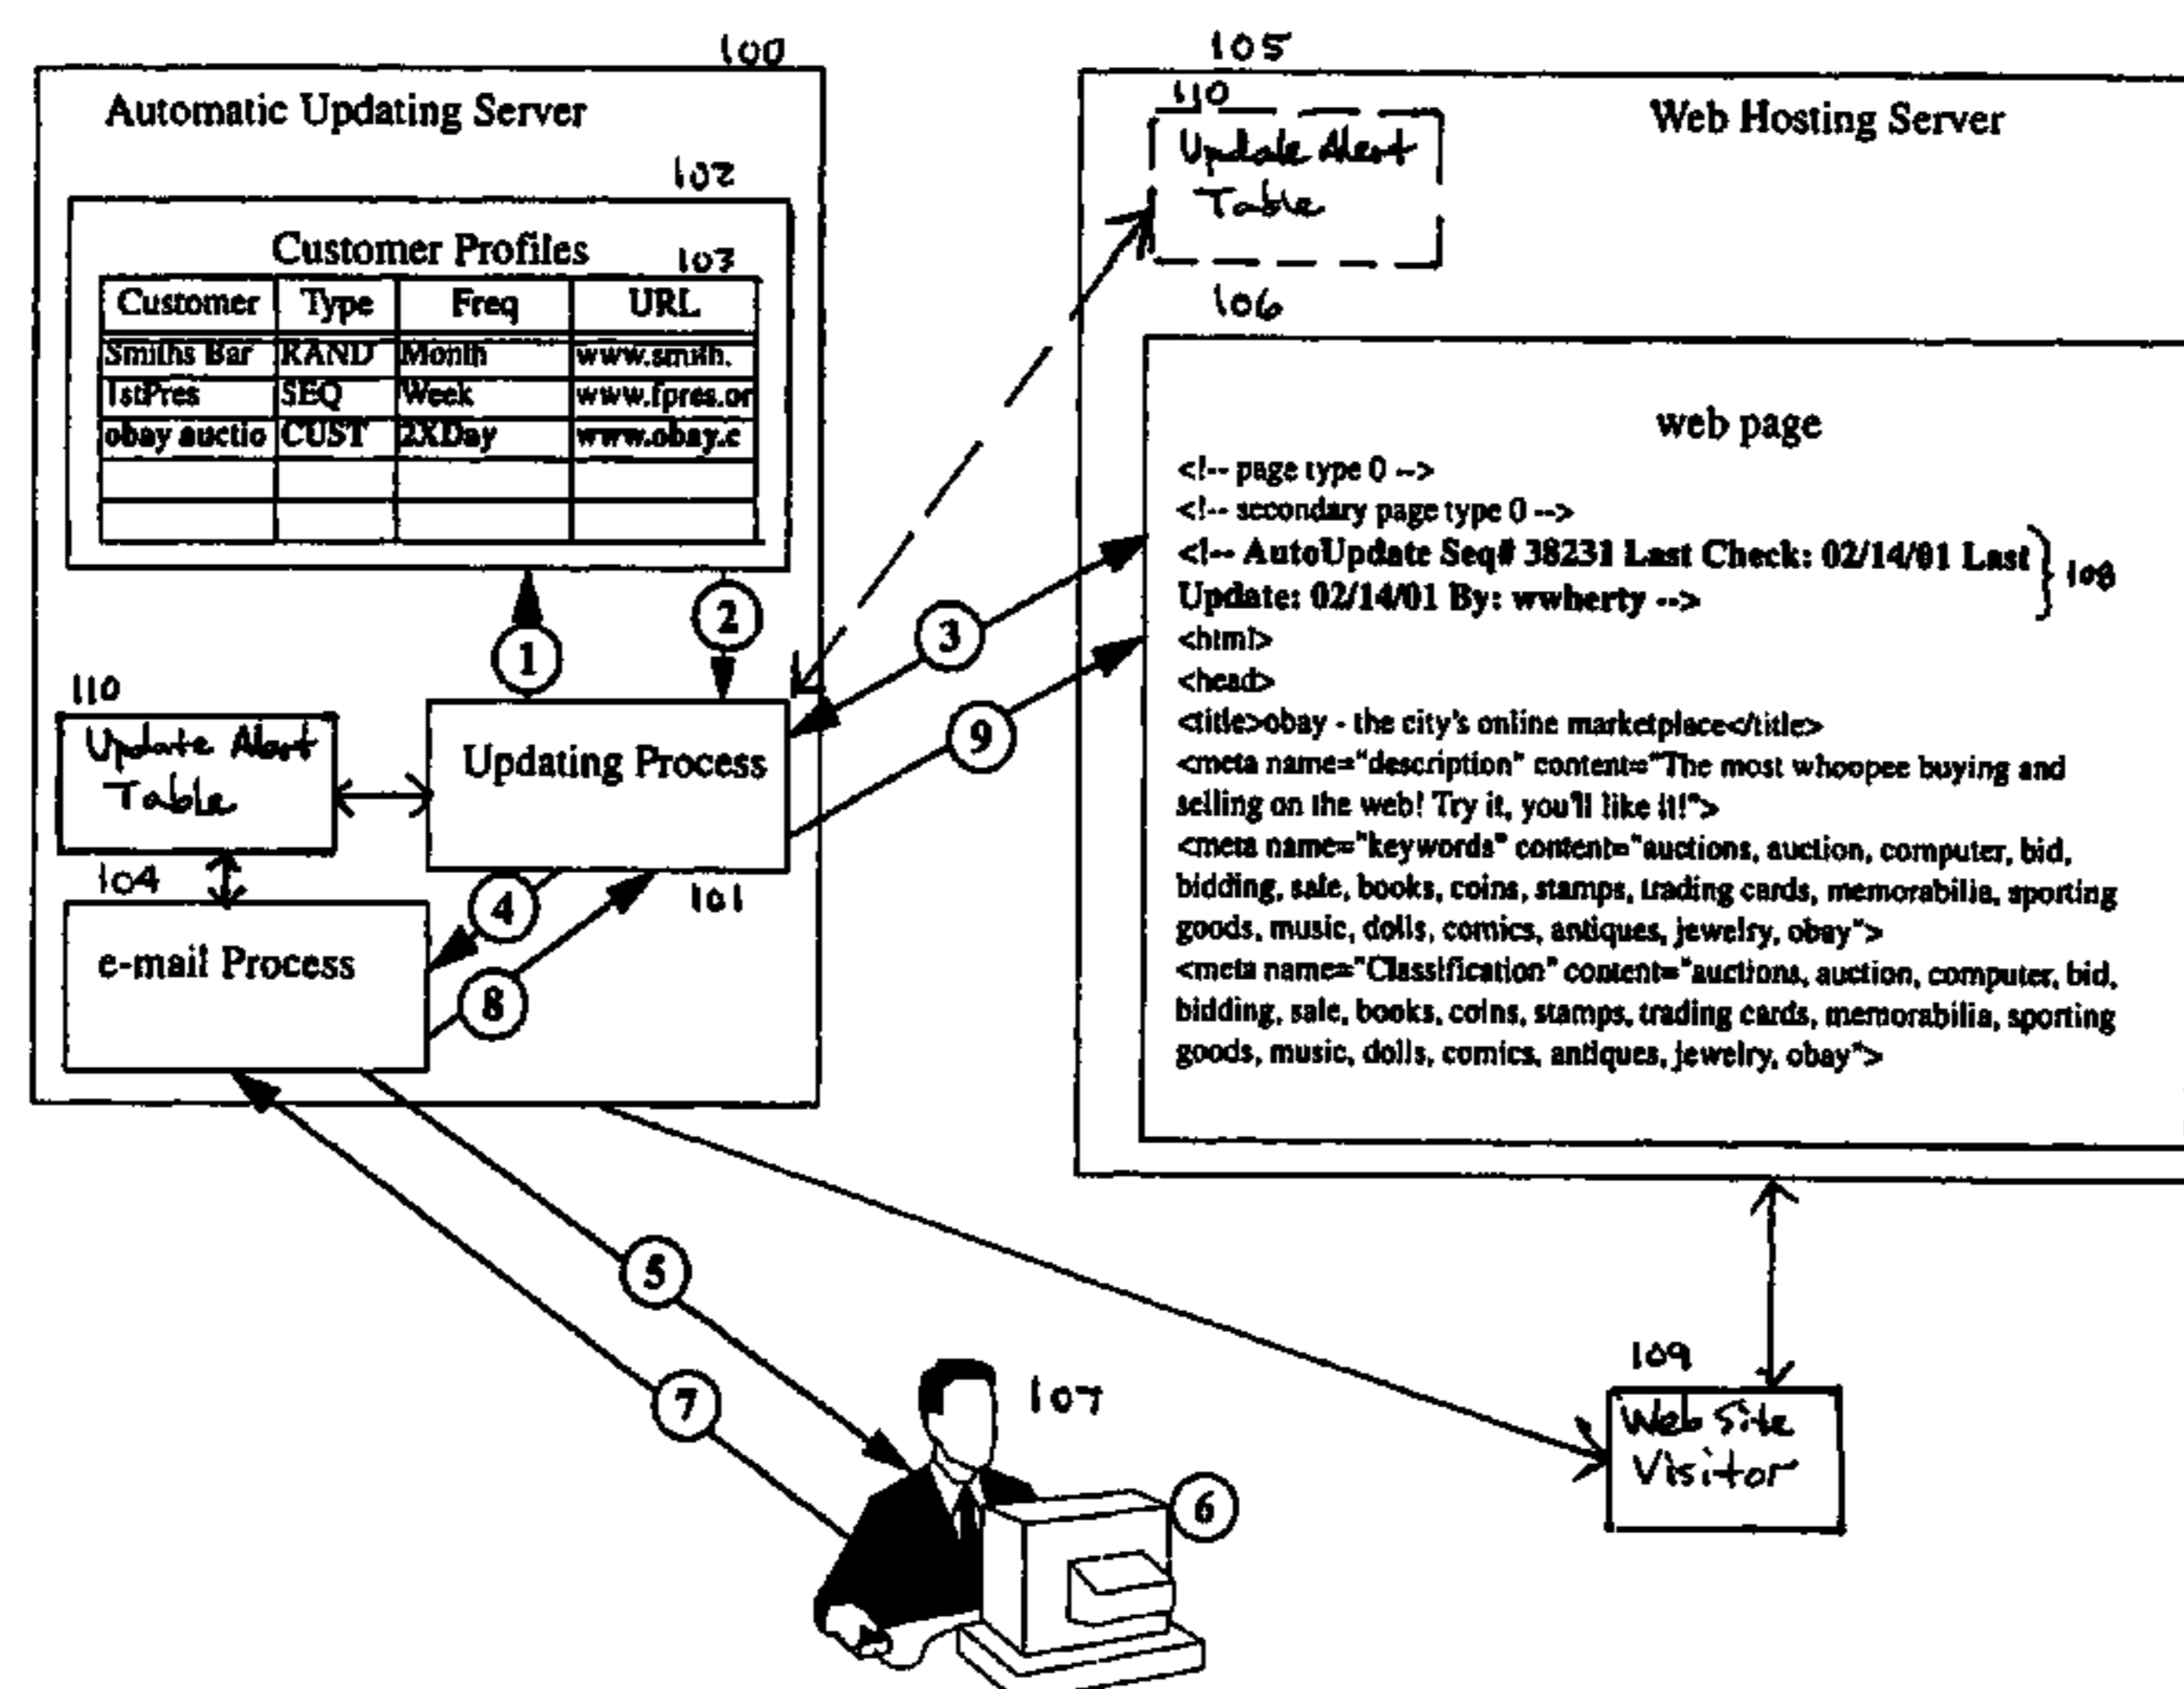 100
Automatic Updating Server
102
Customer Profiles
103
Customer Type Freq URL
Smiths Bar RAND Month www.smith.
1stPres SEQ Week www.fpres.or
obay auctio CUST 2XDay www.obay.c
1
2
110
Update Alert
Table
Updating Process
101
104
e-mail Process
4
8
3
9
105
Web Hosting Server
110
Update Alert
Table
106
web page
<!-- page type 0 -->
<!-- secondary page type 0 -->
<!-- AutoUpdate Seq# 38231 Last Check: 02/14/01 Last
Update: 02/14/01 By: wwherty -->
108
<html>
<head>
<title>obay - the city's online marketplace</title>
<meta name="description" content="The most whoopee buying and
selling on the web! Try it, you'll like it!">
<meta name="keywords" content="auctions, auction, computer, bid,
bidding, sale, books, coins, stamps, trading cards, memorabilia, sporting
goods, music, dolls, comics, antiques, jewelry, obay">
<meta name="Classification" content="auctions, auction, computer, bid,
bidding, sale, books, coins, stamps, trading cards, memorabilia, sporting
goods, music, dolls, comics, antiques, jewelry, obay">
5
7
107
6
109
Web Site
Visitor